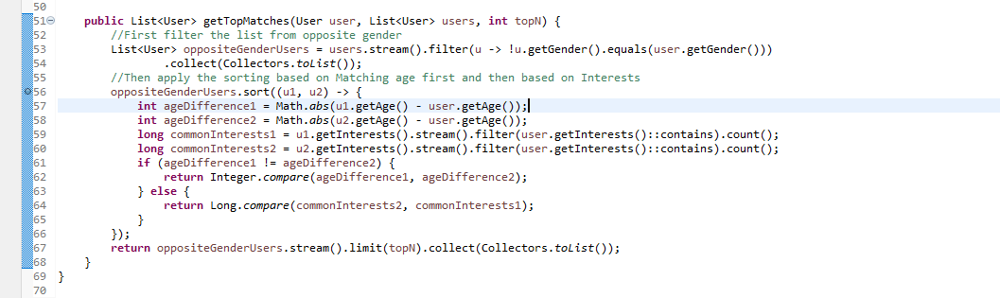 50
51    public List<User> getTopMatches(User user, List<User> users, int topN) {
52        //First filter the list from opposite gender
53        List<User> oppositeGenderUsers = users.stream().filter(u -> !u.getGender().equals(user.getGender()))
54                .collect(Collectors.toList());
55        //Then apply the sorting based on Matching age first and then based on Interests
56        oppositeGenderUsers.sort((u1, u2) -> {
57            int ageDifference1 = Math.abs(u1.getAge() - user.getAge());
58            int ageDifference2 = Math.abs(u2.getAge() - user.getAge());
59            long commonInterests1 = u1.getInterests().stream().filter(user.getInterests()::contains).count();
60            long commonInterests2 = u2.getInterests().stream().filter(user.getInterests()::contains).count();
61            if (ageDifference1 != ageDifference2) {
62                return Integer.compare(ageDifference1, ageDifference2);
63            } else {
64                return Long.compare(commonInterests2, commonInterests1);
65            }
66        });
67        return oppositeGenderUsers.stream().limit(topN).collect(Collectors.toList());
68    }
69 }
70